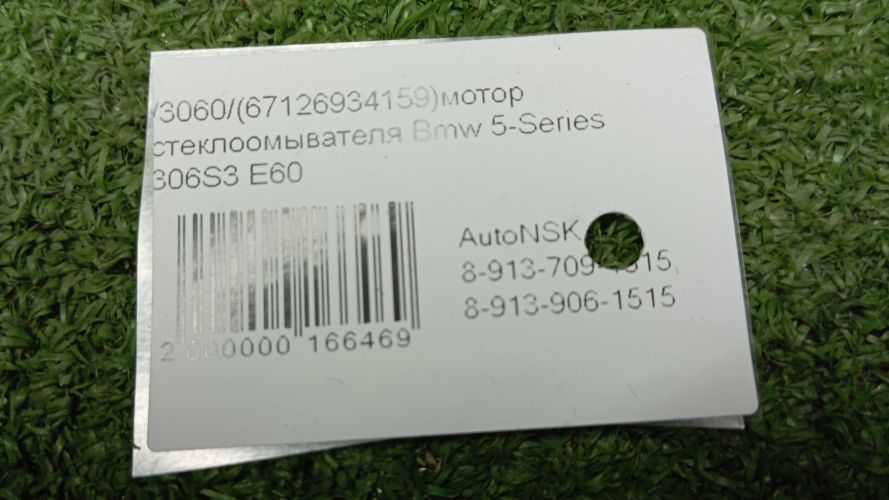 /3060/(67126934159)мотор
стеклоомывателя Bmw 5-Series
306S3 E60
AutoNSK
8-913-709-1515,
8-913-906-1515
2 000000 166469